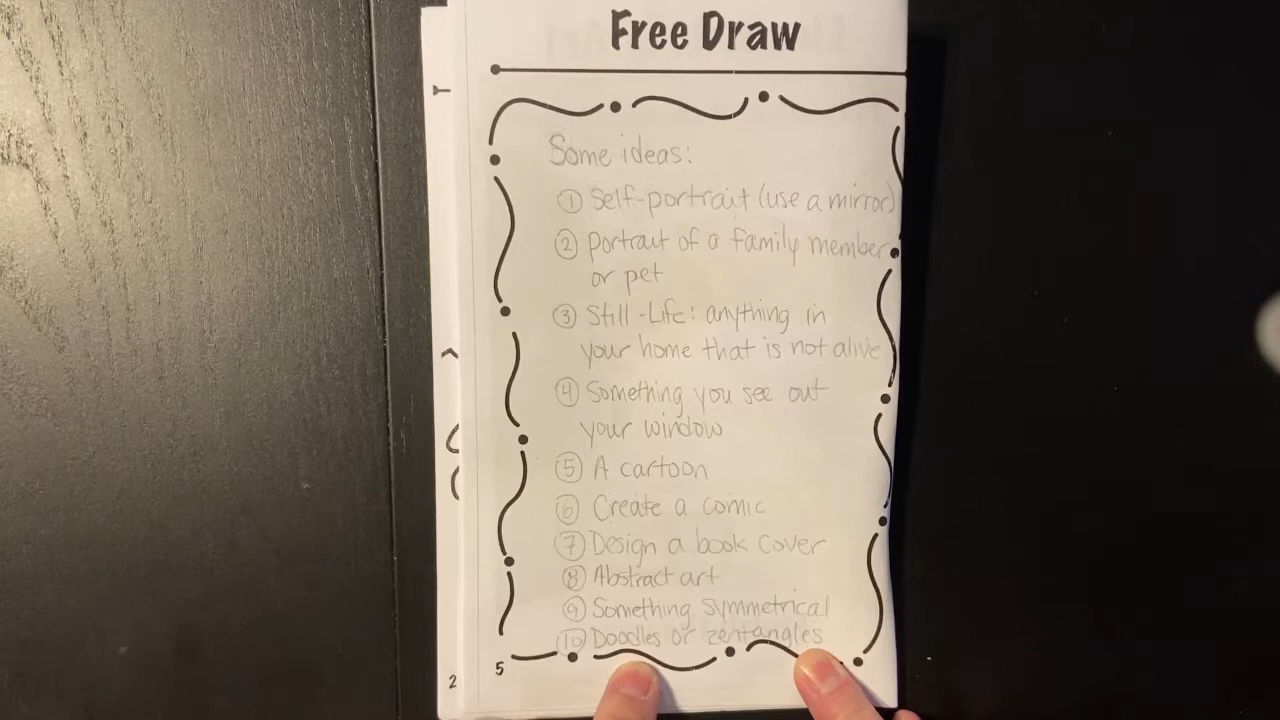 Free Draw
Some ideas:
① Self-portrait (use a mirror)
② portrait of a family member
or pet
③ Still-Life: anything in
your home that is not alive
④ Something you see out
your window
⑤ A cartoon
⑥ Create a comic
⑦ Design a book cover
⑧ Abstract art
⑨ Something symmetrical
⑩ Doodles or zentangles
5
2